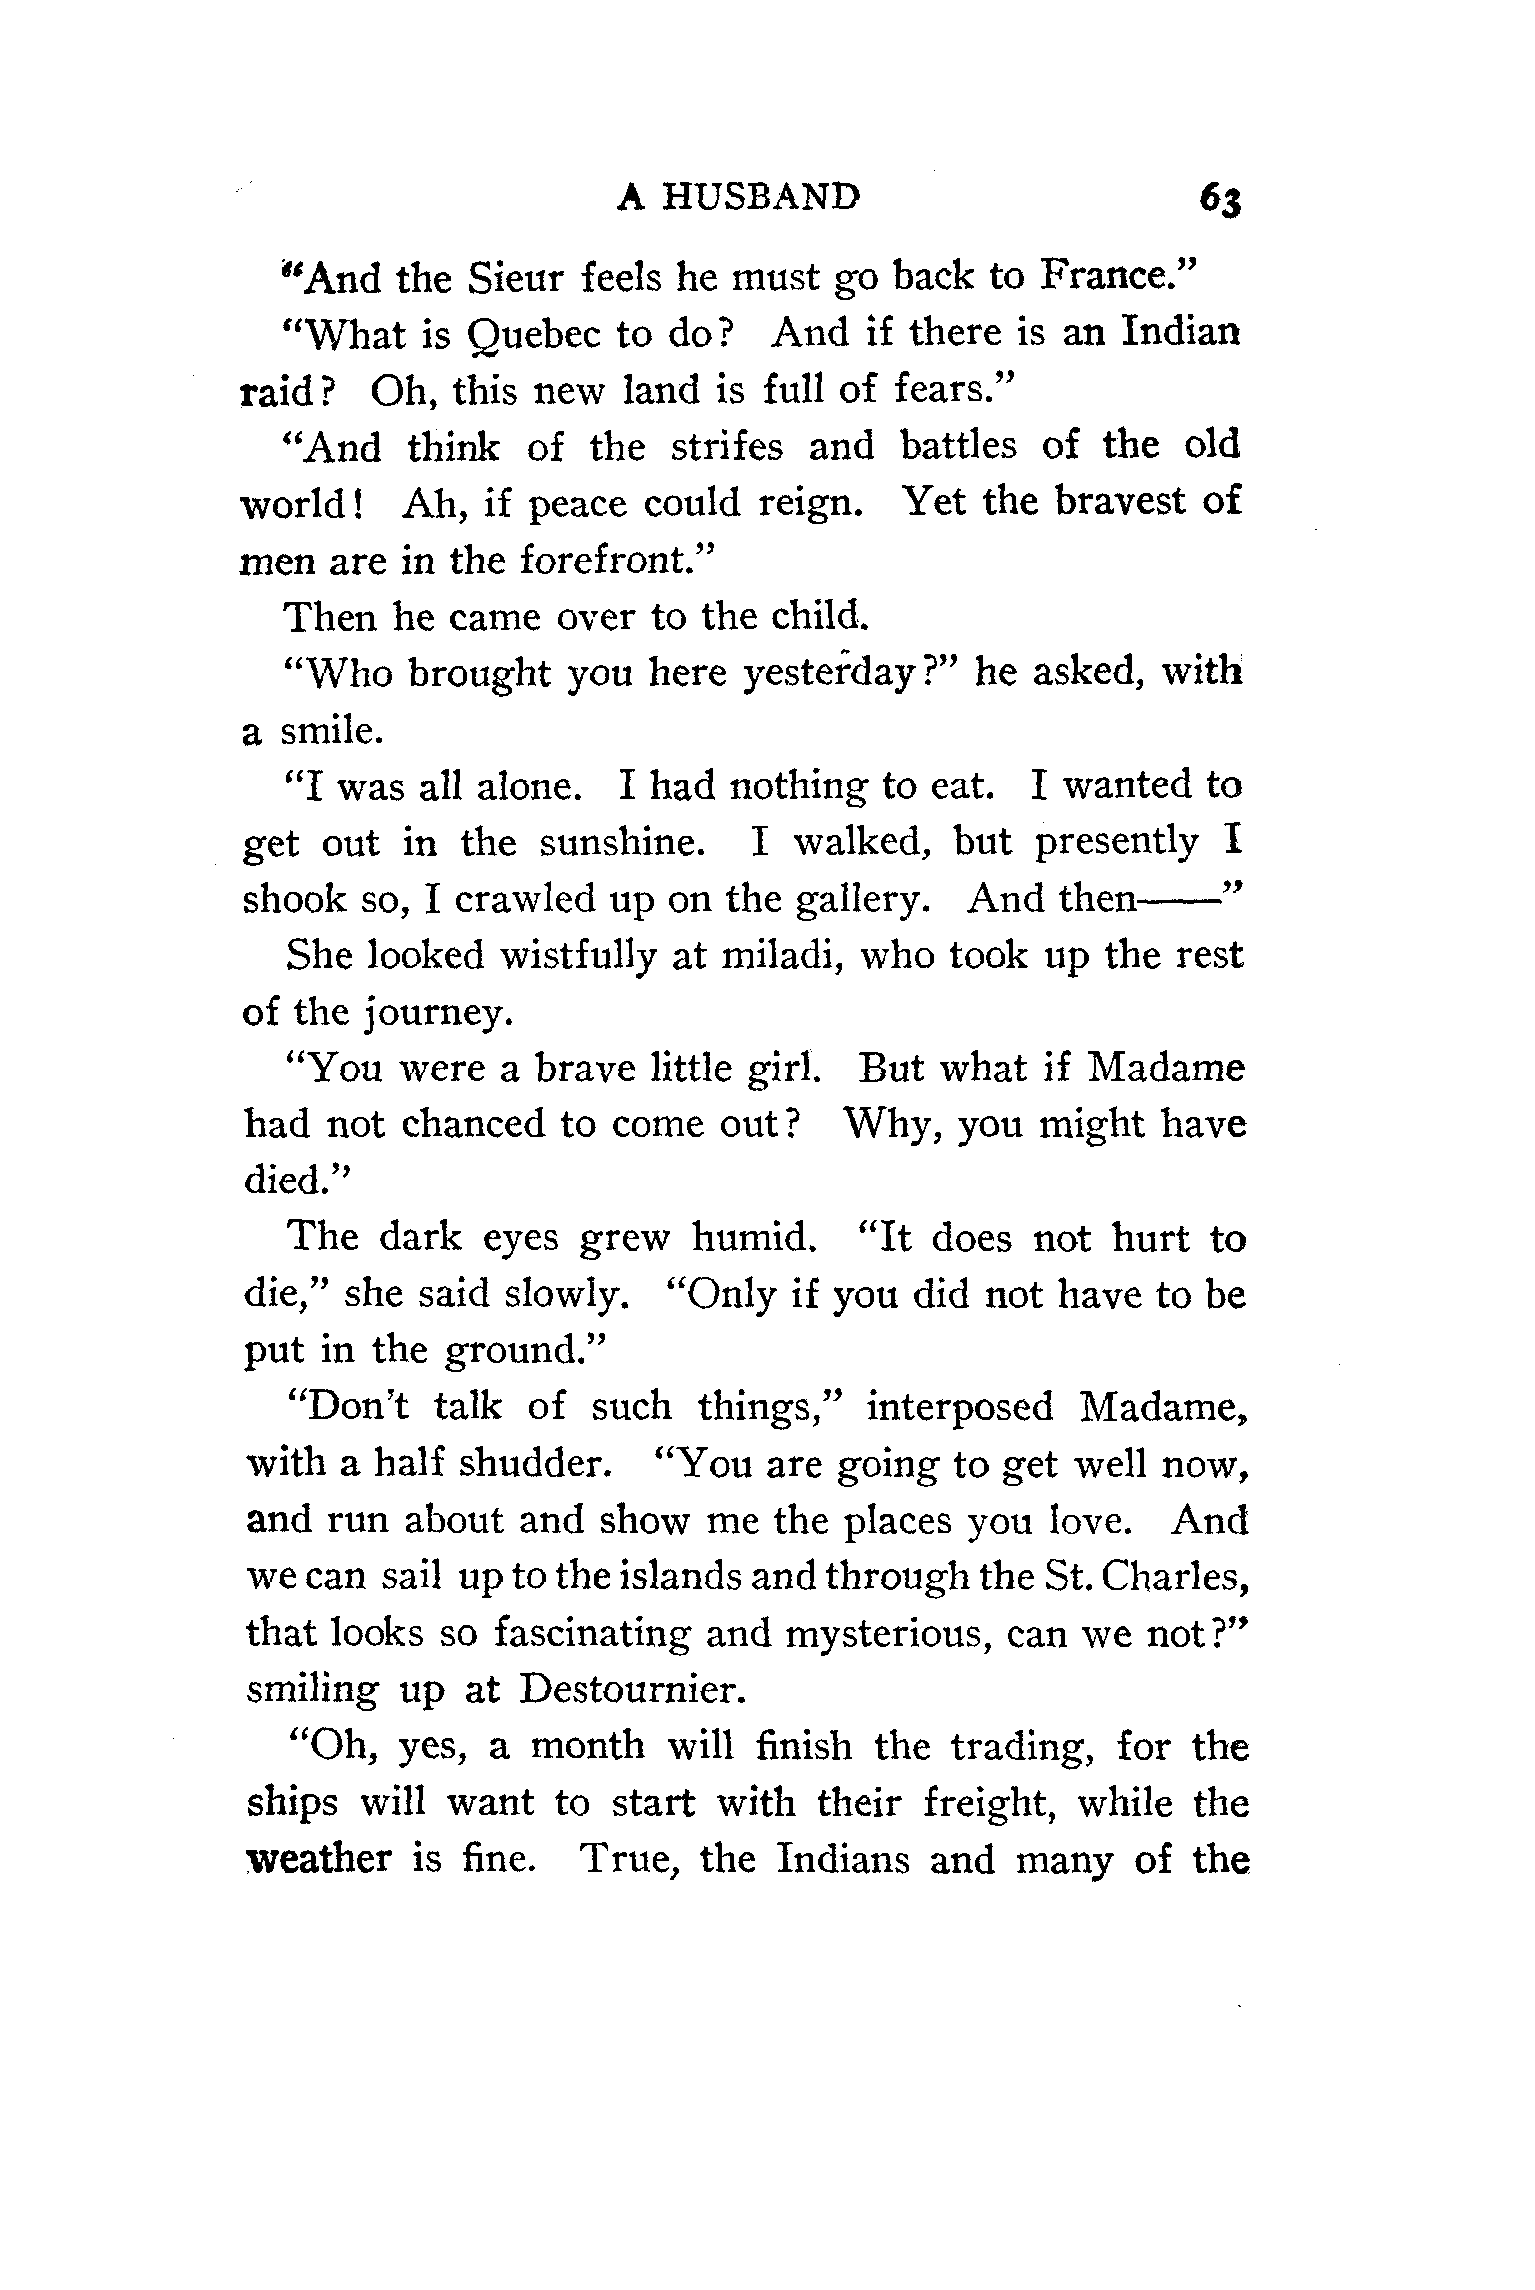 A HUSBAND 63
“And the Sieur feels he must go back to France.”
“What is Quebec to do? And if there is an Indian
raid? Oh, this new land is full of fears.”
“And think of the strifes and battles of the old
world! Ah, if peace could reign. Yet the bravest of
men are in the forefront.”
Then he came over to the child.
“Who brought you here yesterday?” he asked, with
a smile.
“I was all alone. I had nothing to eat. I wanted to
get out in the sunshine. I walked, but presently I
shook so, I crawled up on the gallery. And then——”
She looked wistfully at miladi, who took up the rest
of the journey.
“You were a brave little girl. But what if Madame
had not chanced to come out? Why, you might have
died.”
The dark eyes grew humid. “It does not hurt to
die,” she said slowly. “Only if you did not have to be
put in the ground.”
“Don’t talk of such things,” interposed Madame,
with a half shudder. “You are going to get well now,
and run about and show me the places you love. And
we can sail up to the islands and through the St. Charles,
that looks so fascinating and mysterious, can we not?”
smiling up at Destournier.
“Oh, yes, a month will finish the trading, for the
ships will want to start with their freight, while the
weather is fine. True, the Indians and many of the